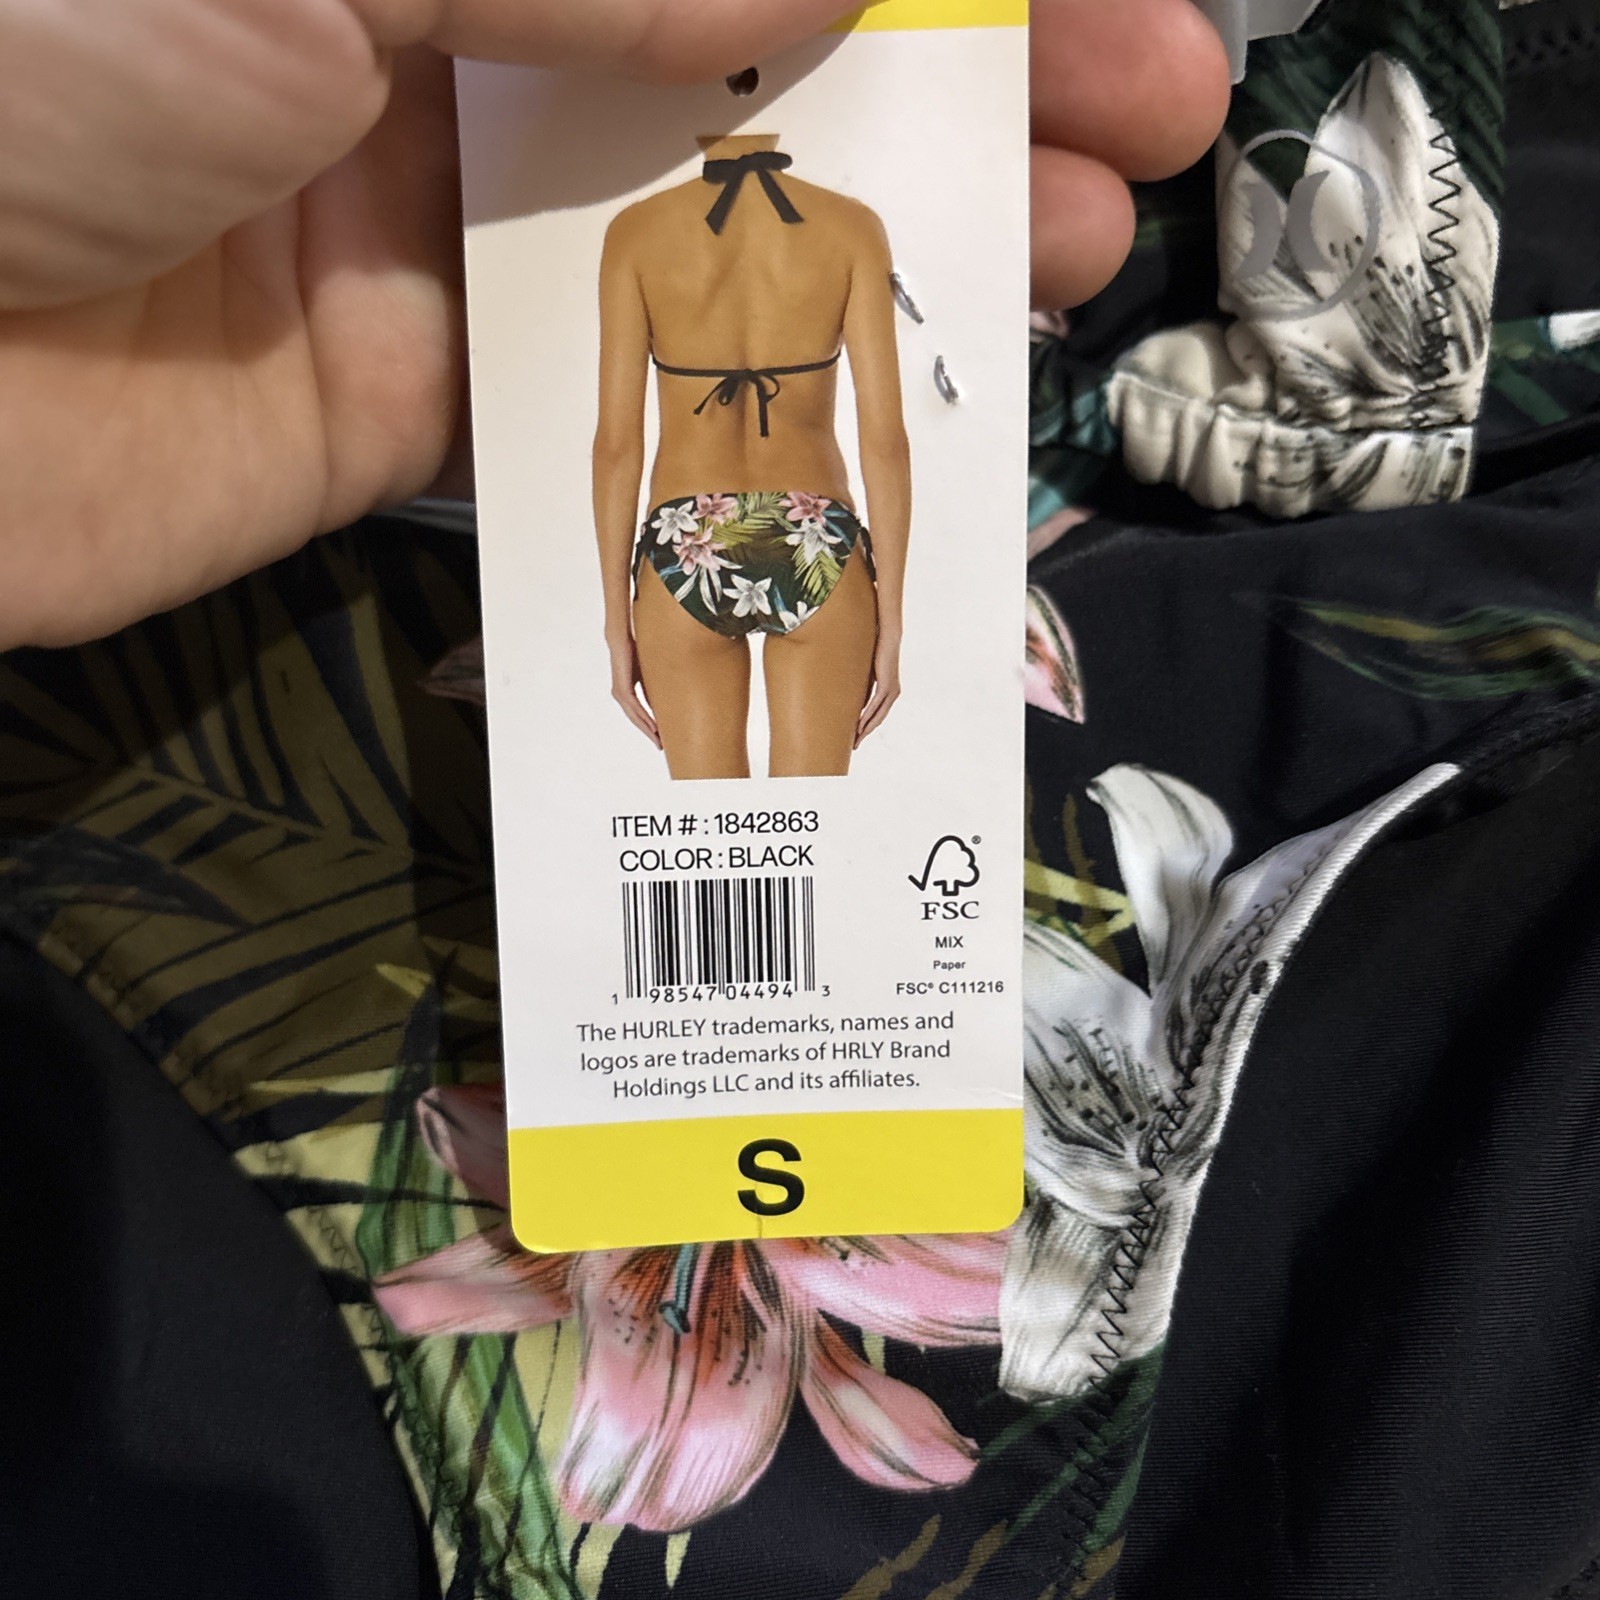 ITEM # : 1842863
COLOR : BLACK
1 98547 04494 3
FSC
MIX
Paper
FSC® C111216
The HURLEY trademarks, names and
logos are trademarks of HRLY Brand
Holdings LLC and its affiliates.
S